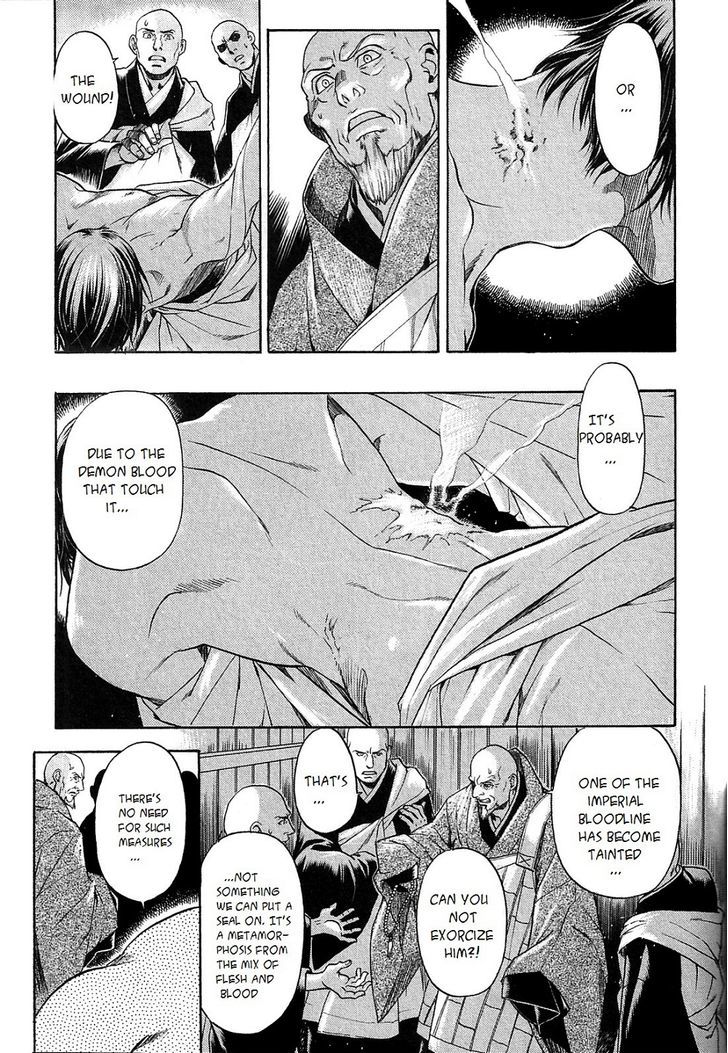 OR
...
THE
WOUND!
IT'S
PROBABLY
...
DUE TO THE
DEMON BLOOD
THAT TOUCH
IT...
ONE OF THE
IMPERIAL
BLOODLINE
HAS BECOME
TAINTED
...
CAN YOU
NOT
EXORCIZE
HIM?!
THAT'S
...
...NOT
SOMETHING
WE CAN PUT A
SEAL ON. IT'S
A METAMOR-
PHOSIS FROM
THE MIX OF
FLESH AND
BLOOD
THERE'S
NO NEED
FOR SUCH
MEASURES
...